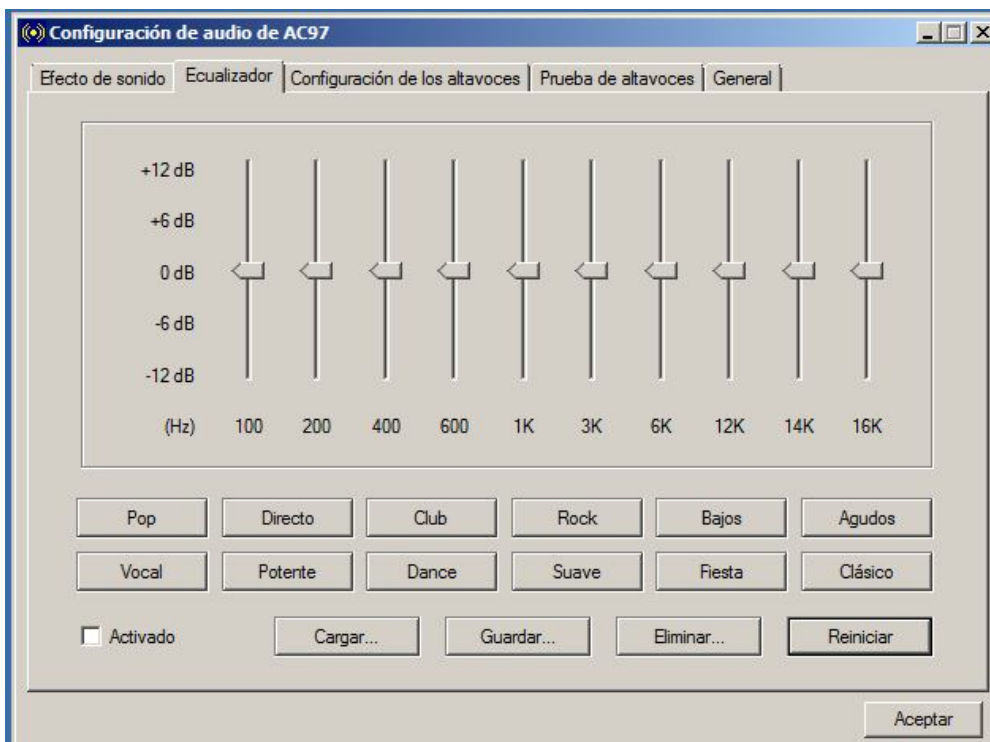 Configuración de audio de AC97
Efecto de sonido Ecualizador Configuración de los altavoces Prueba de altavoces General
+12 dB
+6 dB
0 dB
-6 dB
-12 dB
(Hz) 100 200 400 600 1K 3K 6K 12K 14K 16K
Pop Directo Club Rock Bajos Agudos
Vocal Potente Dance Suave Fiesta Clásico
Activado Cargar... Guardar... Eliminar... Reiniciar
Aceptar